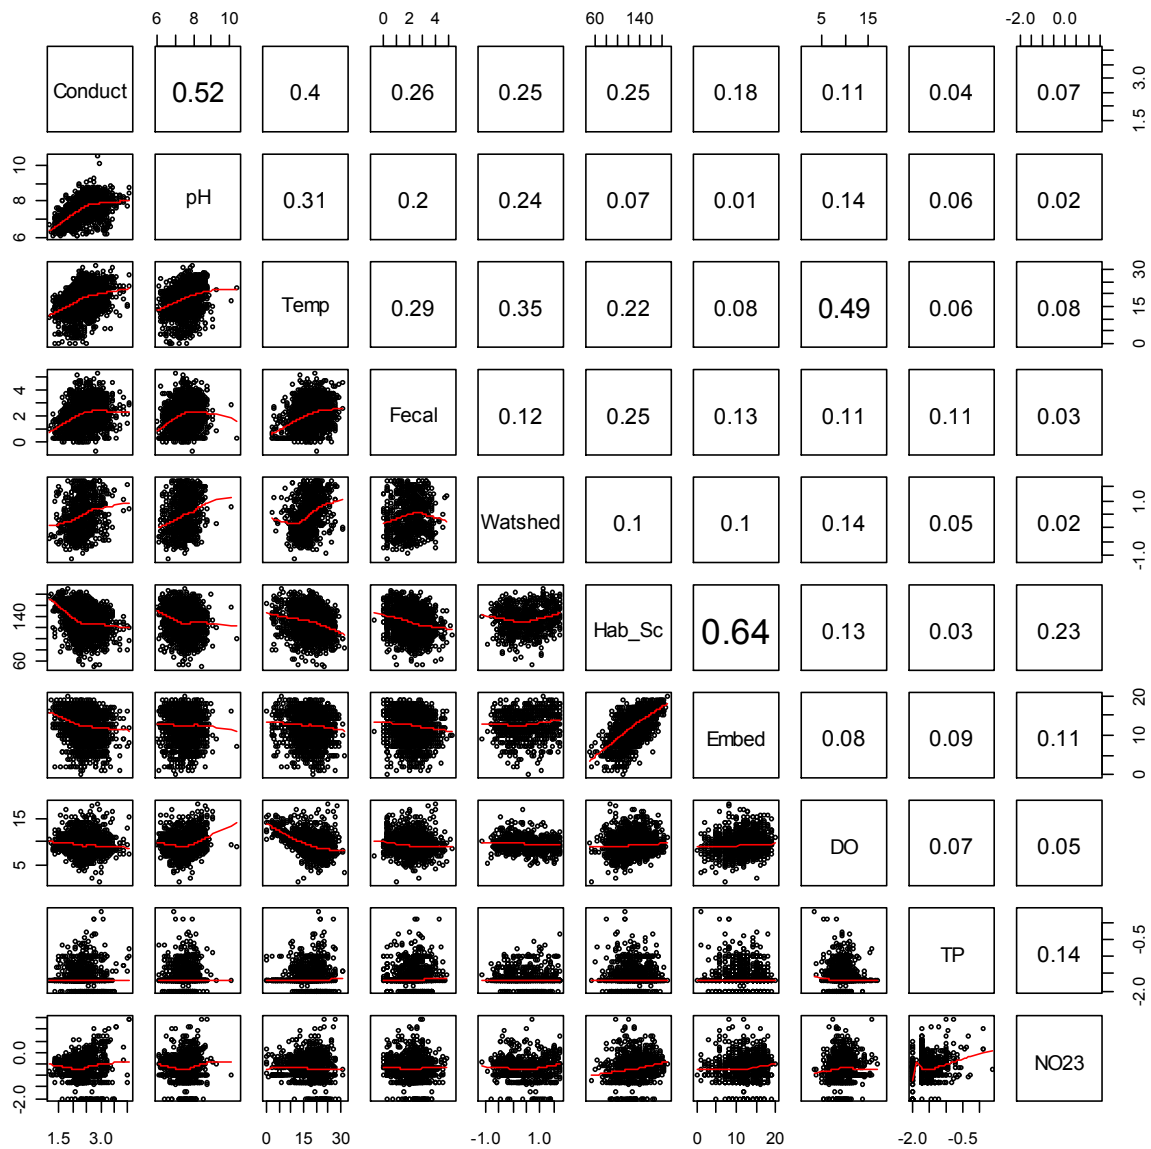 6 8 10 0 2 4 60 140 5 15 -2.0 0.0
Conduct 0.52 0.4 0.26 0.25 0.25 0.18 0.11 0.04 0.07 1.5 3.0
6 8 10 pH 0.31 0.2 0.24 0.07 0.01 0.14 0.06 0.02
Temp 0.29 0.35 0.22 0.08 0.49 0.06 0.08 0 15 30
0 2 4 Fecal 0.12 0.25 0.13 0.11 0.11 0.03
Watshed 0.1 0.1 0.14 0.05 0.02 -1.0 1.0
60 140 Hab_Sc 0.64 0.13 0.03 0.23
Embed 0.08 0.09 0.11 0 10 20
5 15 DO 0.07 0.05
TP 0.14 -2.0 -0.5
-2.0 0.0 NO23
1.5 3.0 0 15 30 -1.0 1.0 0 10 20 -2.0 -0.5